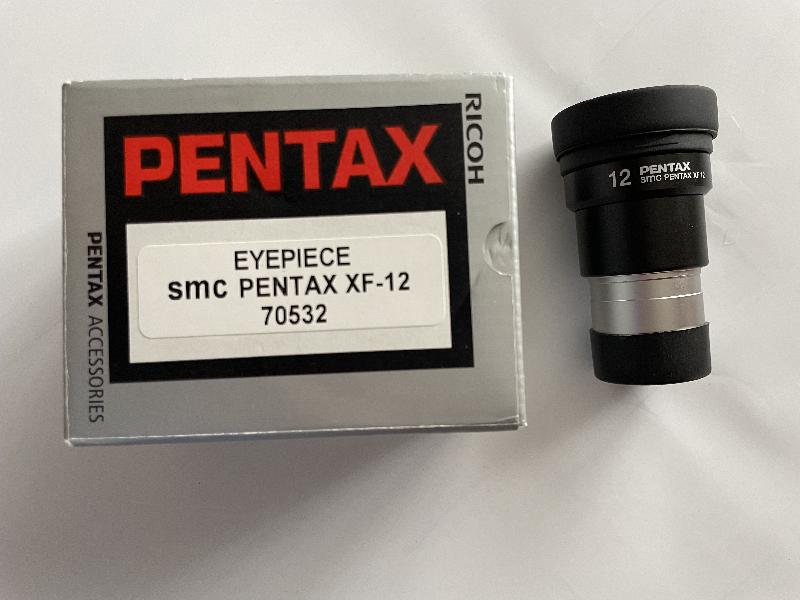 PENTAX
RICOH
EYEPIECE
smc PENTAX XF-12
70532
PENTAX ACCESSORIES
12 PENTAX
smc PENTAX XF 12